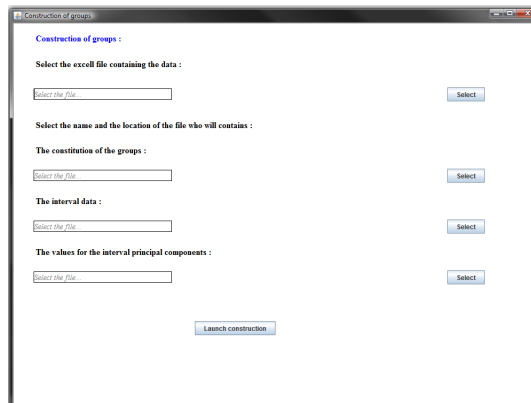 Construction of groups
Construction of groups :
Select the excell file containing the data :
Select the file...
Select
Select the name and the location of the file who will contains :
The constitution of the groups :
Select the file...
Select
The interval data :
Select the file...
Select
The values for the interval principal components :
Select the file...
Select
Launch construction